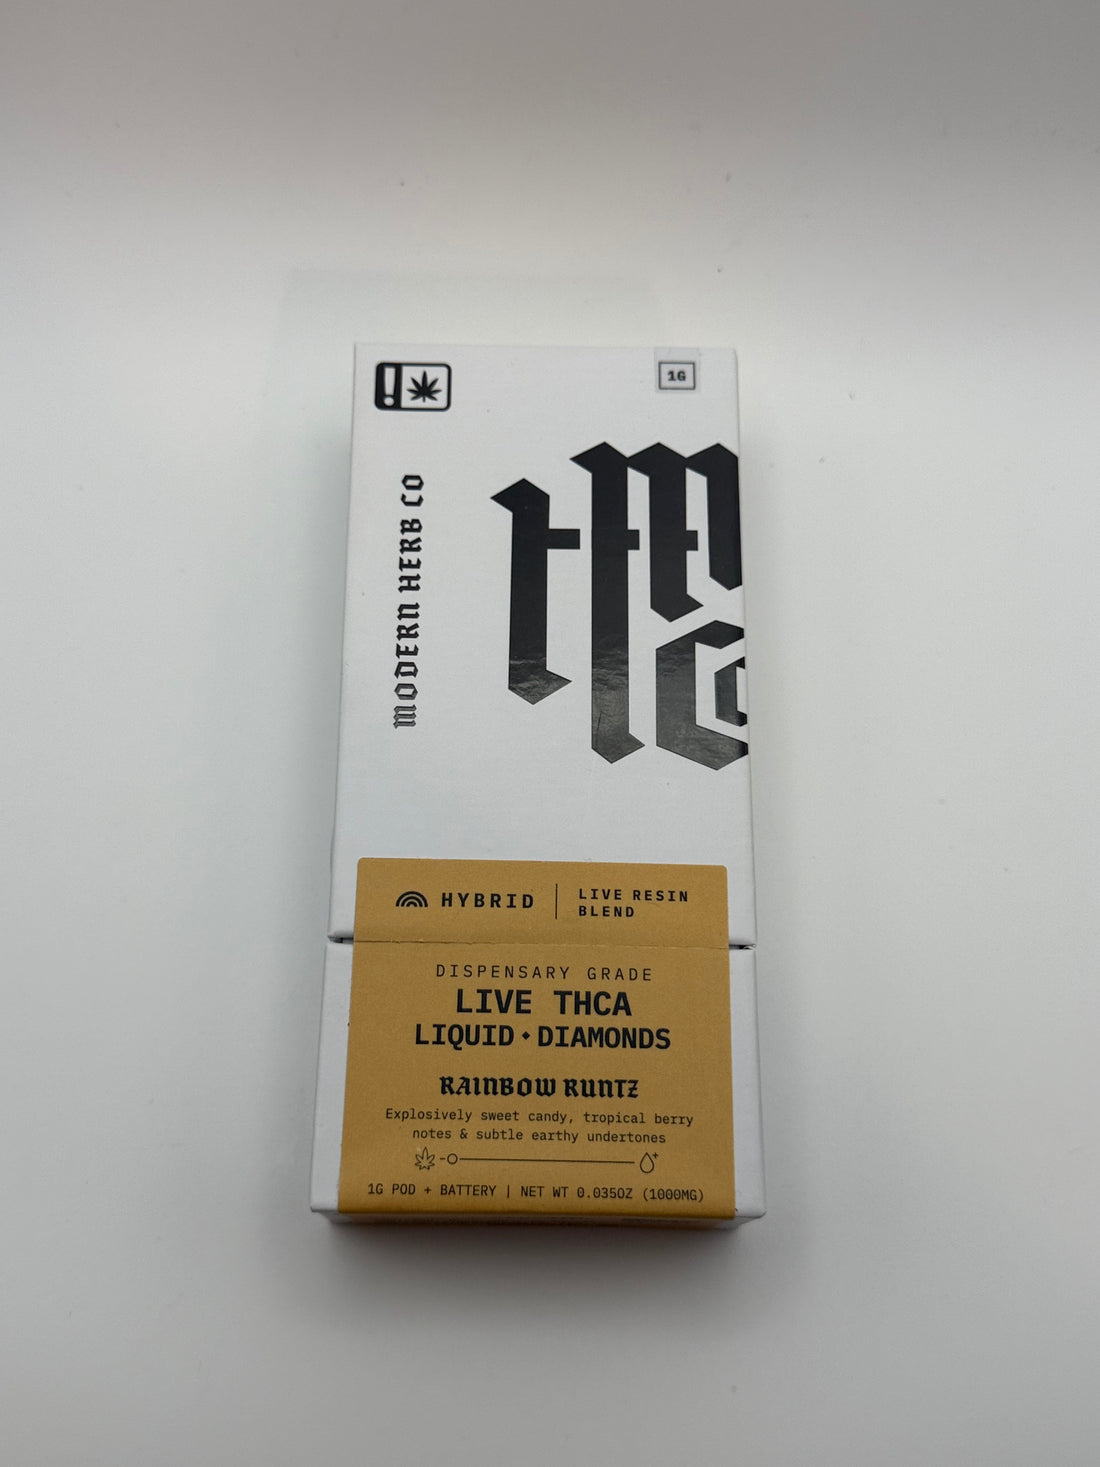 1G
MODERN HERB CO
HYBRID
LIVE RESIN
BLEND
DISPENSARY GRADE
LIVE THCA
LIQUID ◆ DIAMONDS
RAINBOW RUNTZ
Explosively sweet candy, tropical berry
notes & subtle earthy undertones
1G POD + BATTERY | NET WT 0.035OZ (1000MG)